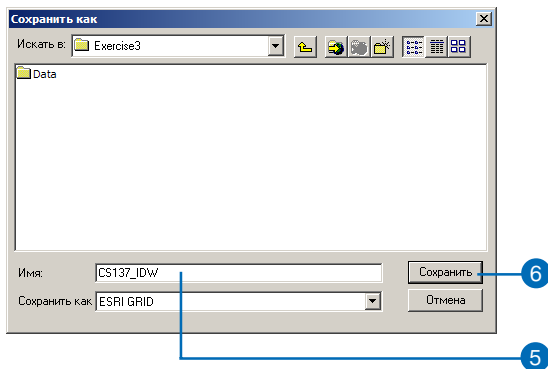 Сохранить как
Искать в: Exercise3
Data
Имя: CS137_IDW Сохранить 6
Сохранить как ESRI GRID Отмена
5